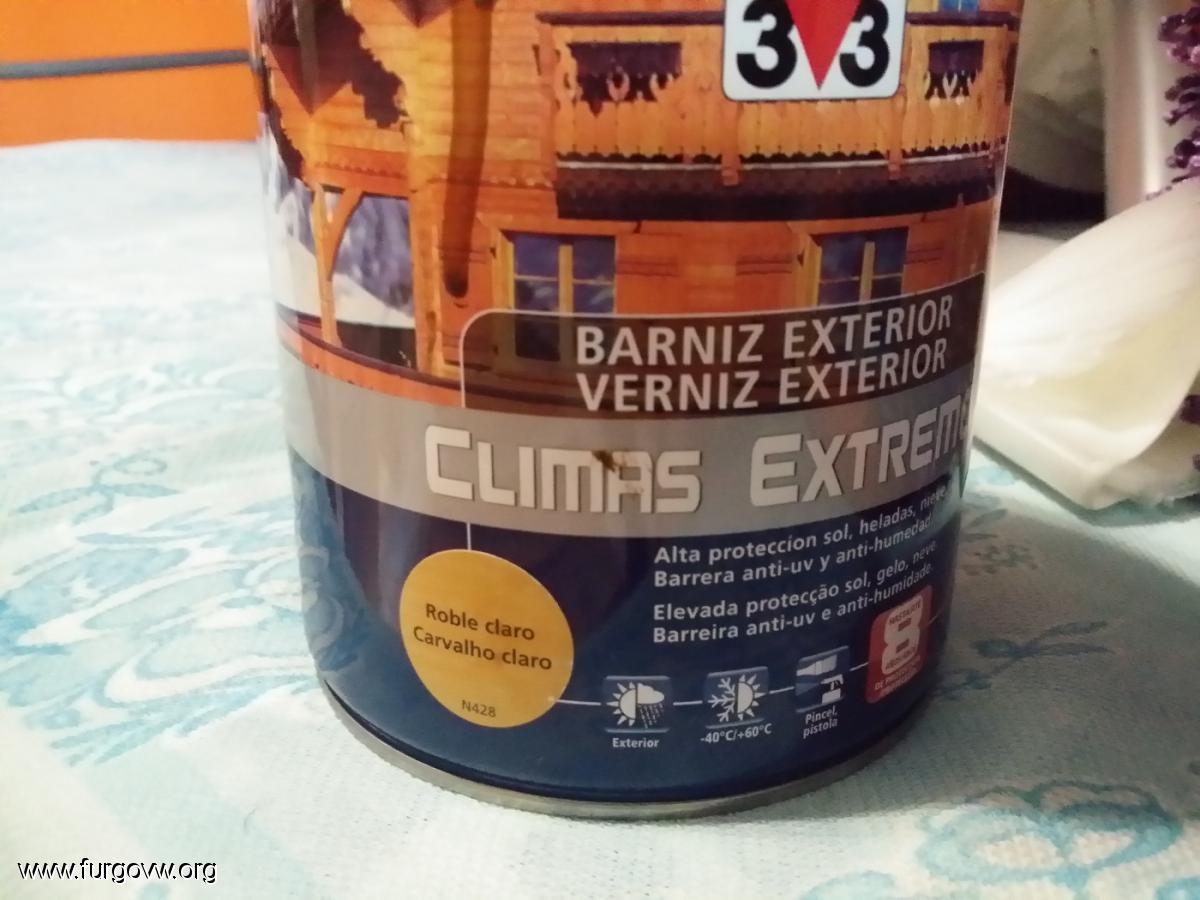 3V3
BARNIZ EXTERIOR
VERNIZ EXTERIOR
CLIMAS EXTREM
Alta proteccíon sol, heladas, nieve.
Barrera anti-uv y anti-humedad.
Elevada protecção sol, gelo, neve.
Barreira anti-uv e anti-humidade.
Roble claro
Carvalho claro
N428
Exterior
-40°C/+60°C
Pincel,
pistola
8
www.furgovw.org